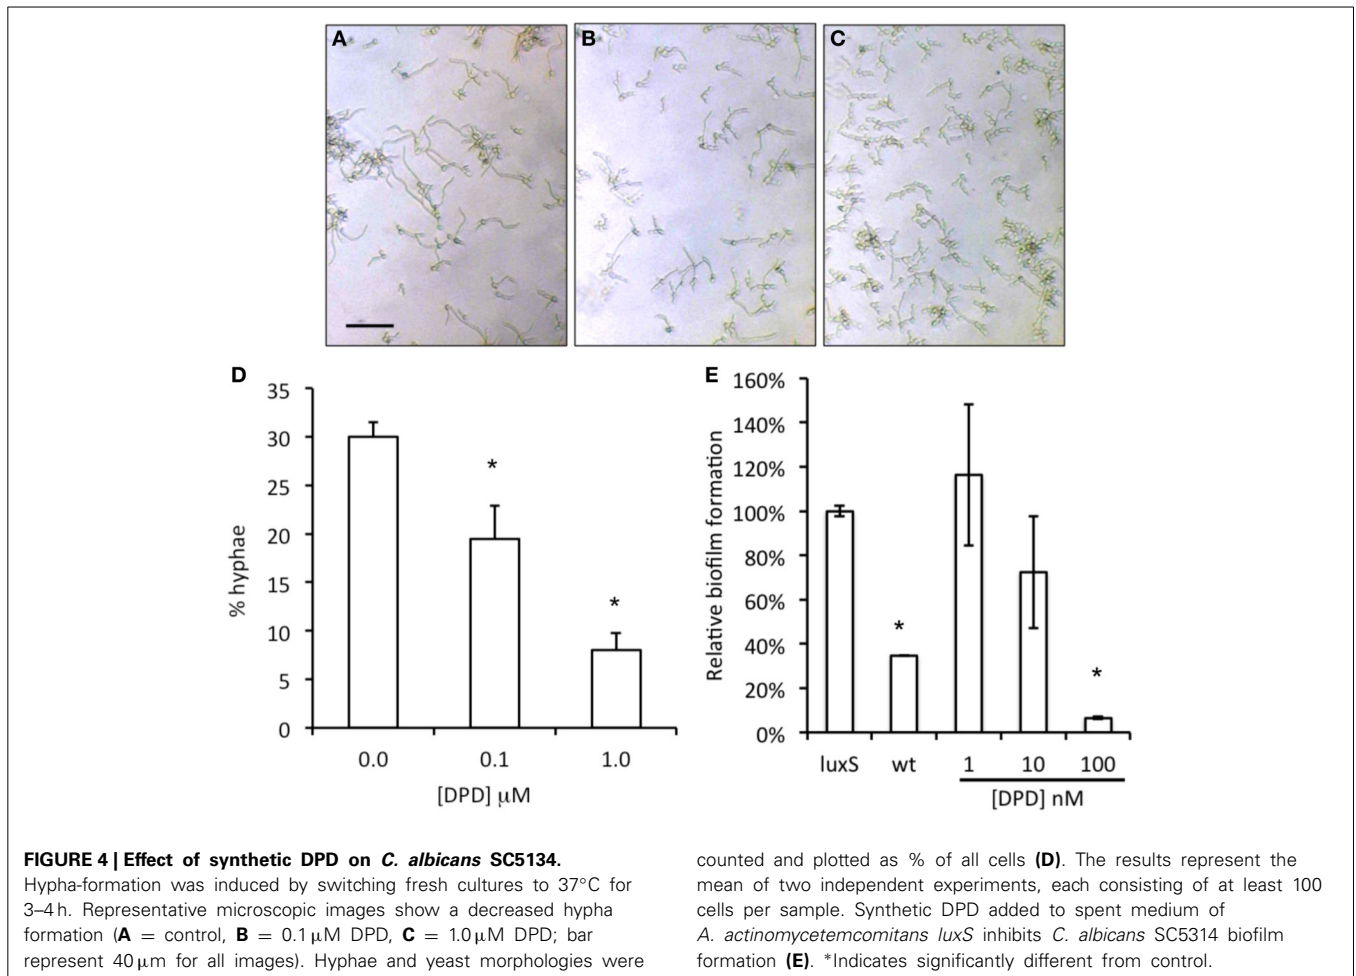 A
B
C
D
35
30
25
20
15
10
5
0
% hyphae
*
*
0.0 0.1 1.0
[DPD] μM
E
160%
140%
120%
100%
80%
60%
40%
20%
0%
Relative biofilm formation
*
*
luxS wt 1 10 100
[DPD] nM
FIGURE 4 | Effect of synthetic DPD on C. albicans SC5134.
Hypha-formation was induced by switching fresh cultures to 37°C for
3–4 h. Representative microscopic images show a decreased hypha
formation (A = control, B = 0.1 μM DPD, C = 1.0 μM DPD; bar
represent 40 μm for all images). Hyphae and yeast morphologies were
counted and plotted as % of all cells (D). The results represent the
mean of two independent experiments, each consisting of at least 100
cells per sample. Synthetic DPD added to spent medium of
A. actinomycetemcomitans luxS inhibits C. albicans SC5314 biofilm
formation (E). *Indicates significantly different from control.